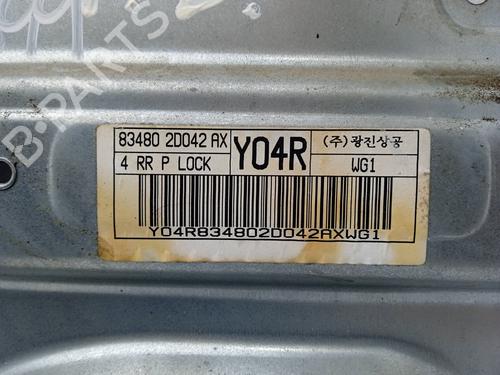 B-PARTS
83480 2D042 AX
4 RR P LOCK
Y04R
(주)광진상공
WG1
Y04R834802D042AXWG1